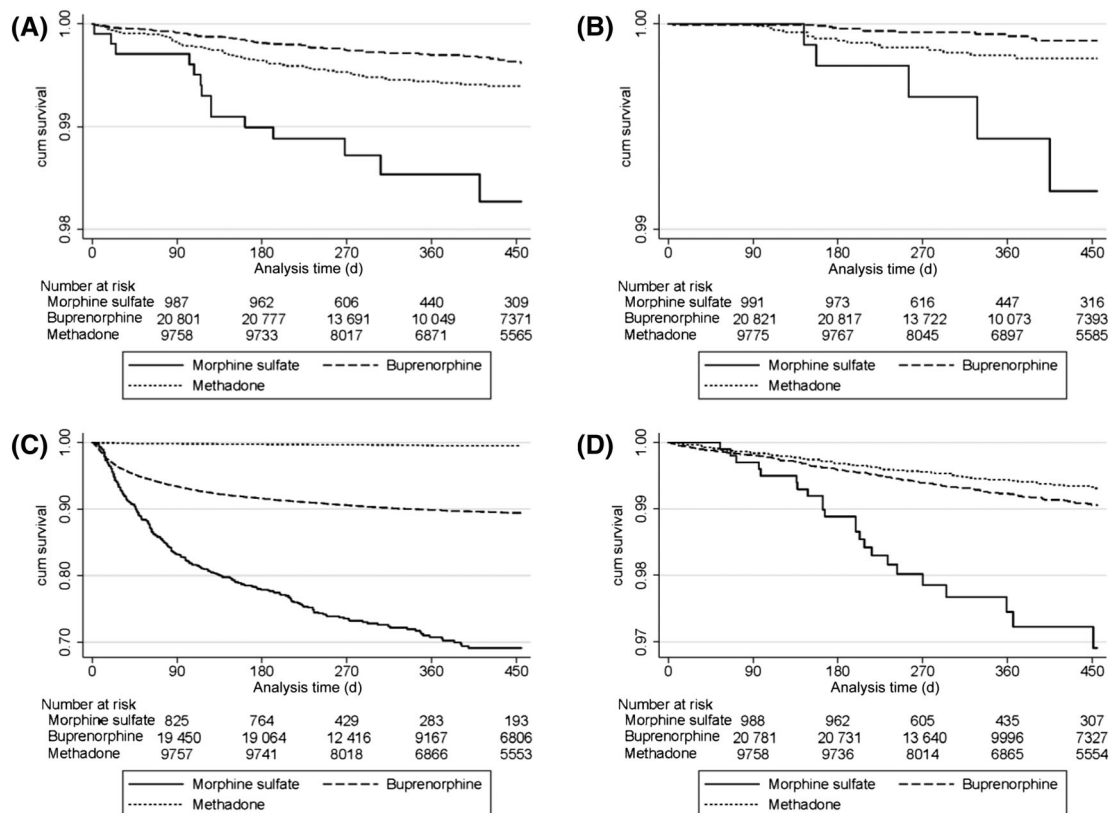 (A)
cum survival
1.00
0.99
0.98
0 90 180 270 360 450
Analysis time (d)
Number at risk
Morphine sulfate 987 962 606 440 309
Buprenorphine 20 801 20 777 13 691 10 049 7371
Methadone 9758 9733 8017 6871 5565
Morphine sulfate Buprenorphine
Methadone
(B)
cum survival
1.00
0.99
0 90 180 270 360 450
Analysis time (d)
Number at risk
Morphine sulfate 991 973 616 447 316
Buprenorphine 20 821 20 817 13 722 10 073 7393
Methadone 9775 9767 8045 6897 5585
Morphine sulfate Buprenorphine
Methadone
(C)
cum survival
1.00
0.90
0.80
0.70
0 90 180 270 360 450
Analysis time (d)
Number at risk
Morphine sulfate 825 764 429 283 193
Buprenorphine 19 450 19 064 12 416 9167 6806
Methadone 9757 9741 8018 6866 5553
Morphine sulfate Buprenorphine
Methadone
(D)
cum survival
1.00
0.99
0.98
0.97
0 90 180 270 360 450
Analysis time (d)
Number at risk
Morphine sulfate 988 962 605 435 307
Buprenorphine 20 781 20 731 13 640 9996 7327
Methadone 9758 9736 8014 6865 5554
Morphine sulfate Buprenorphine
Methadone